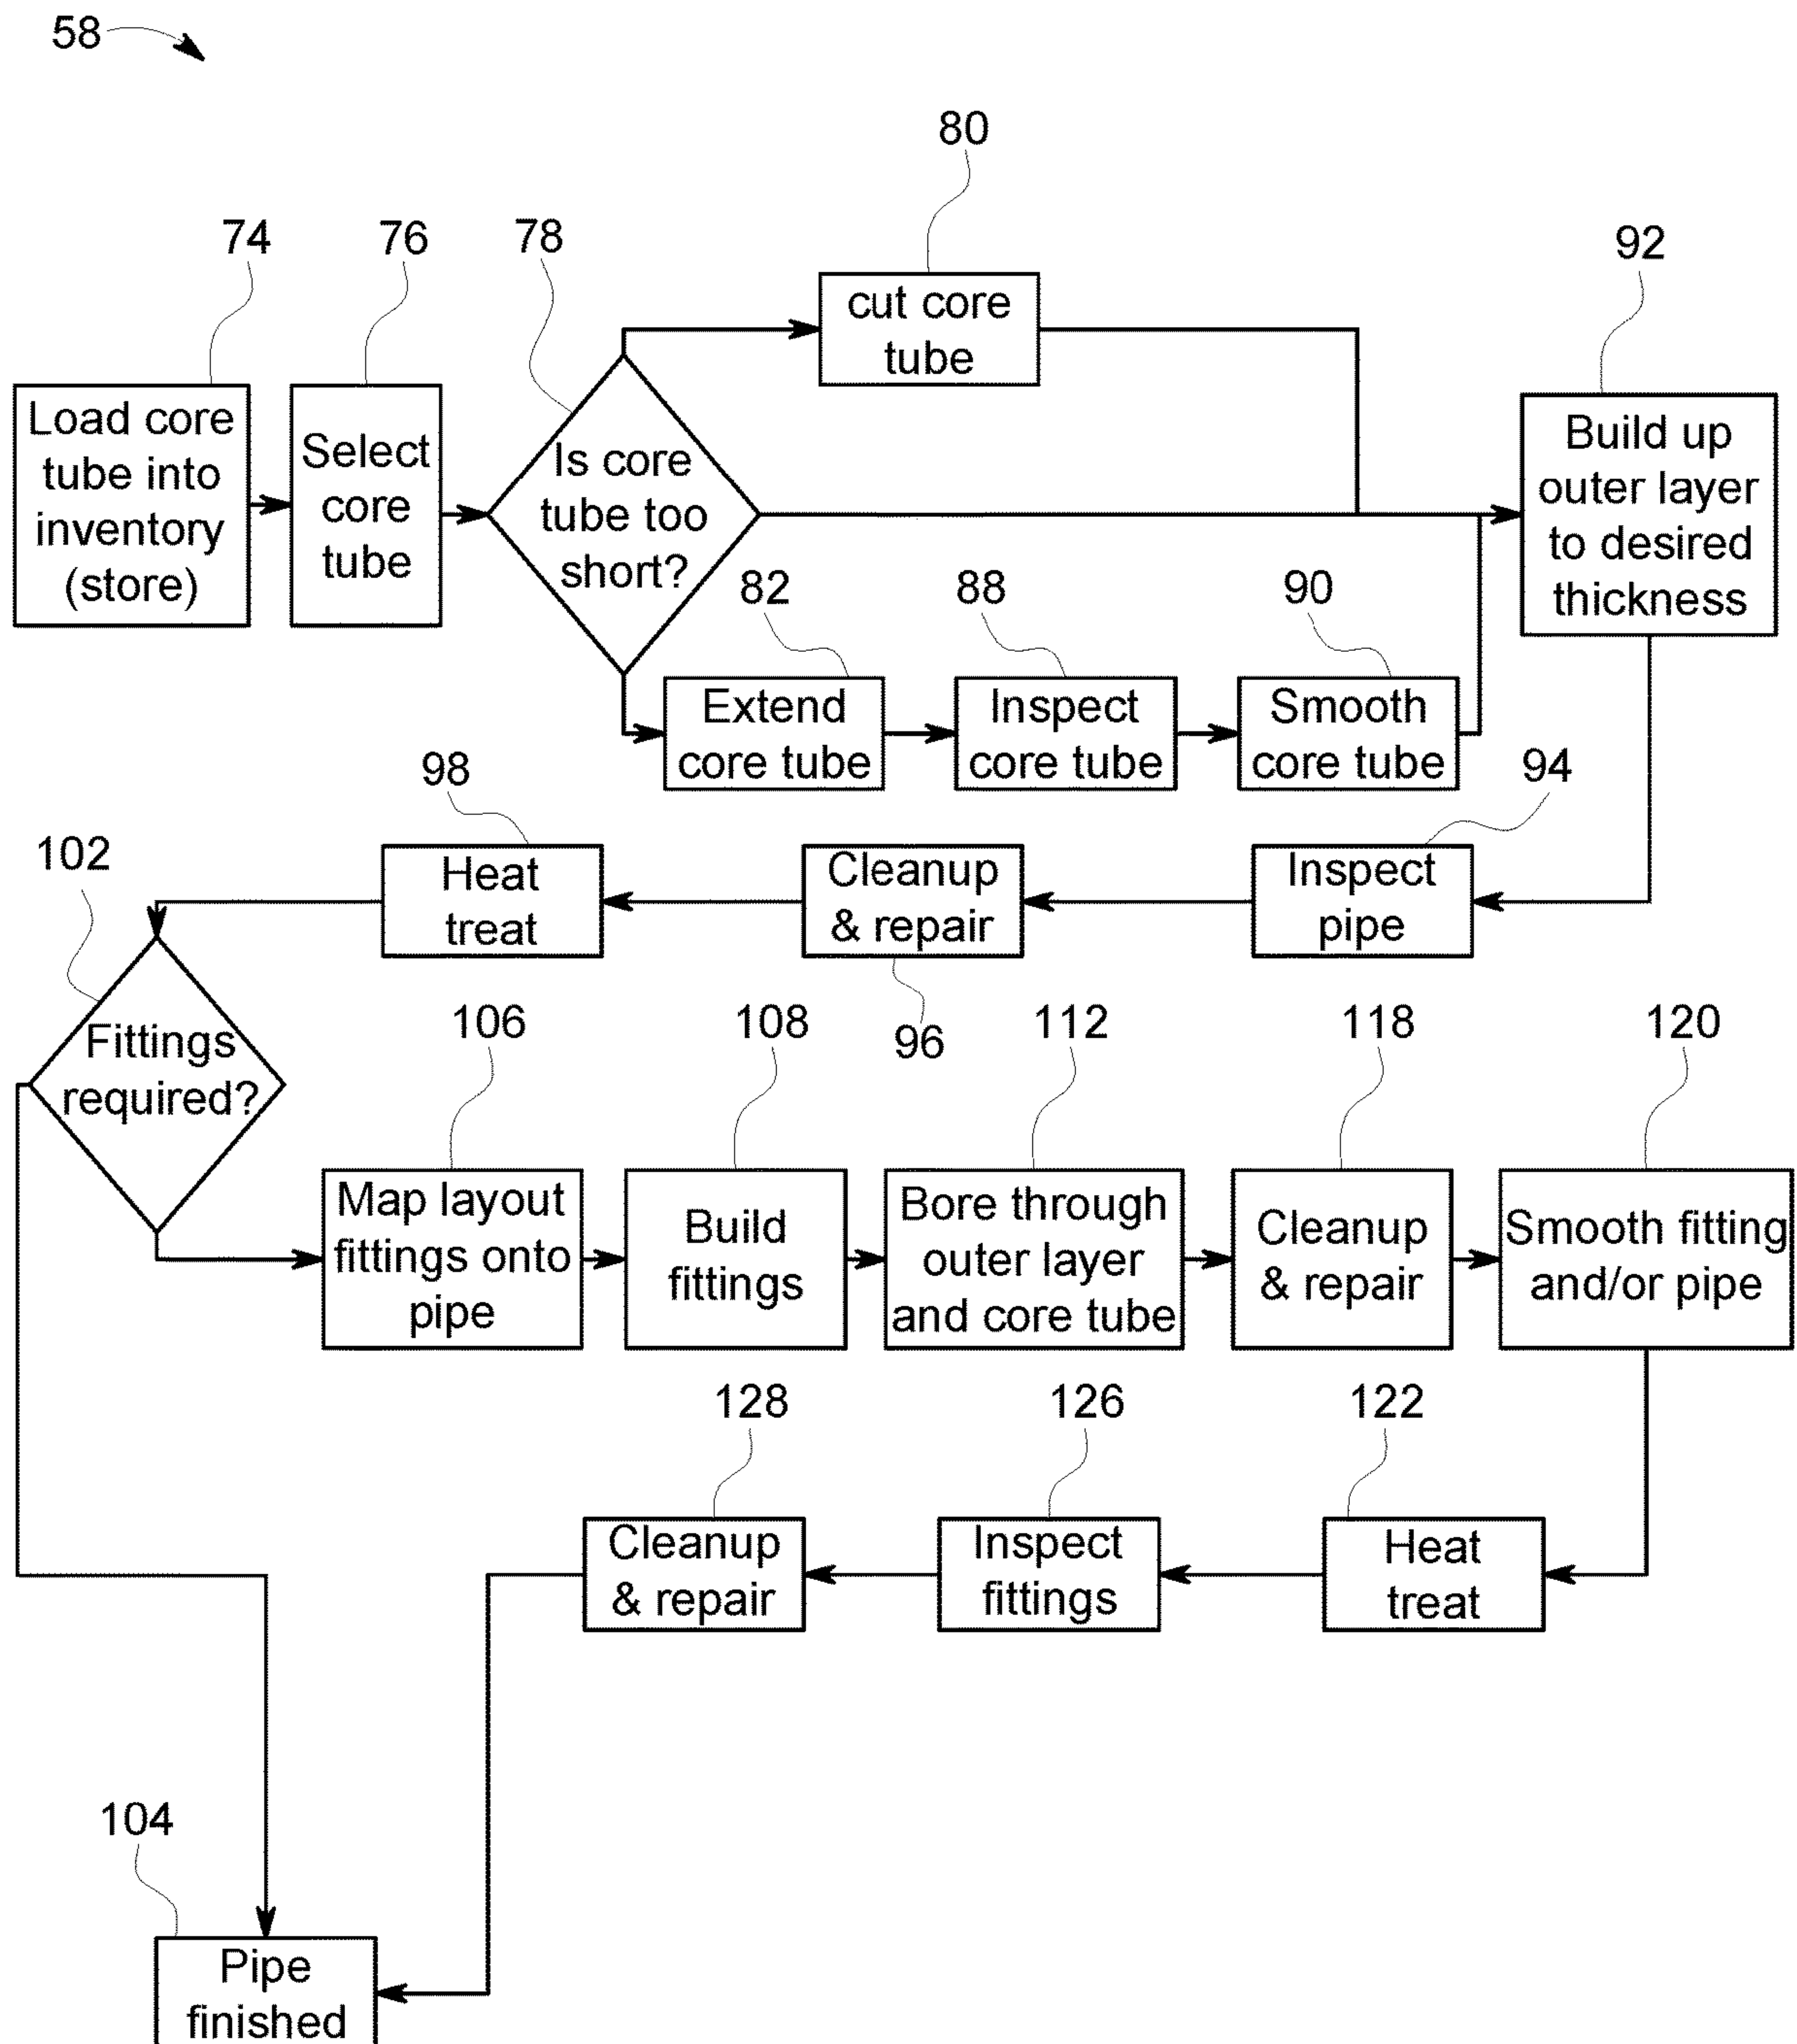 58
80
74
76
78
92
cut core
tube
Load core
tube into
inventory
(store)
Select
core
tube
Is core
tube too
short?
Build up
outer layer
to desired
thickness
82
88
90
Extend
core tube
Inspect
core tube
Smooth
core tube
98
94
102
Heat
treat
Cleanup
& repair
Inspect
pipe
96
Fittings
required?
106
108
112
118
120
Map layout
fittings onto
pipe
Build
fittings
Bore through
outer layer
and core tube
Cleanup
& repair
Smooth fitting
and/or pipe
128
126
122
Cleanup
& repair
Inspect
fittings
Heat
treat
104
Pipe
finished